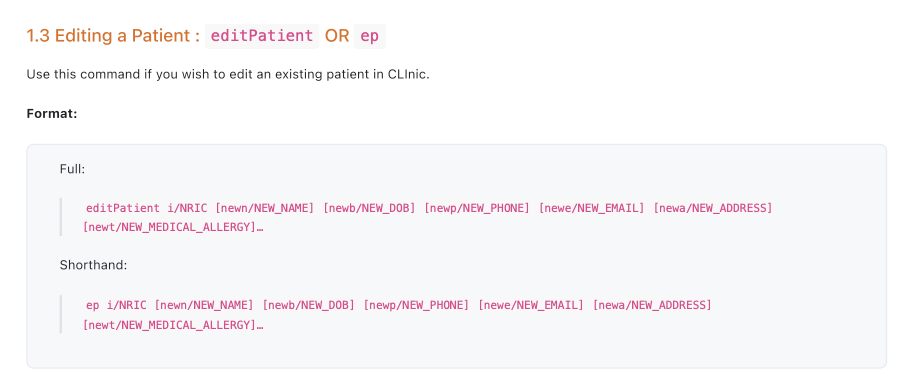 1.3 Editing a Patient : editPatient OR ep
Use this command if you wish to edit an existing patient in CLInic.
Format:
Full:
editPatient i/NRIC [newn/NEW_NAME] [newb/NEW_DOB] [newp/NEW_PHONE] [newe/NEW_EMAIL] [newa/NEW_ADDRESS]
[newt/NEW_MEDICAL_ALLERGY]…
Shorthand:
ep i/NRIC [newn/NEW_NAME] [newb/NEW_DOB] [newp/NEW_PHONE] [newe/NEW_EMAIL] [newa/NEW_ADDRESS]
[newt/NEW_MEDICAL_ALLERGY]…